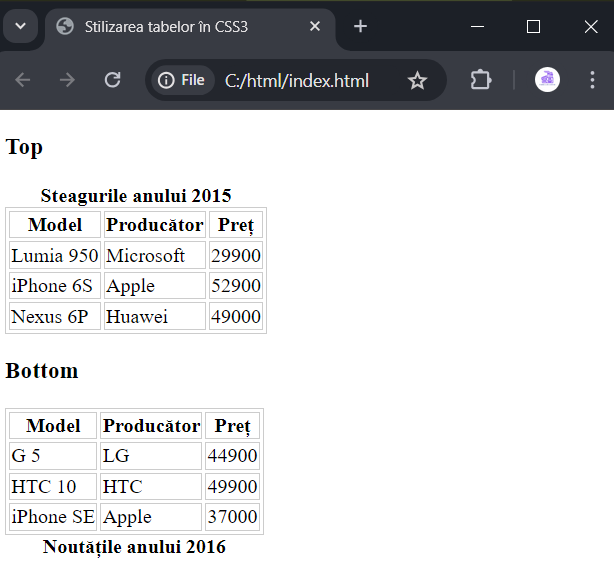 Stilizarea tabelor în CSS3
File C:/html/index.html
Top
Steagurile anului 2015
Model Producător Preț
Lumia 950 Microsoft 29900
iPhone 6S Apple 52900
Nexus 6P Huawei 49000
Bottom
Model Producător Preț
G 5 LG 44900
HTC 10 HTC 49900
iPhone SE Apple 37000
Noutățile anului 2016